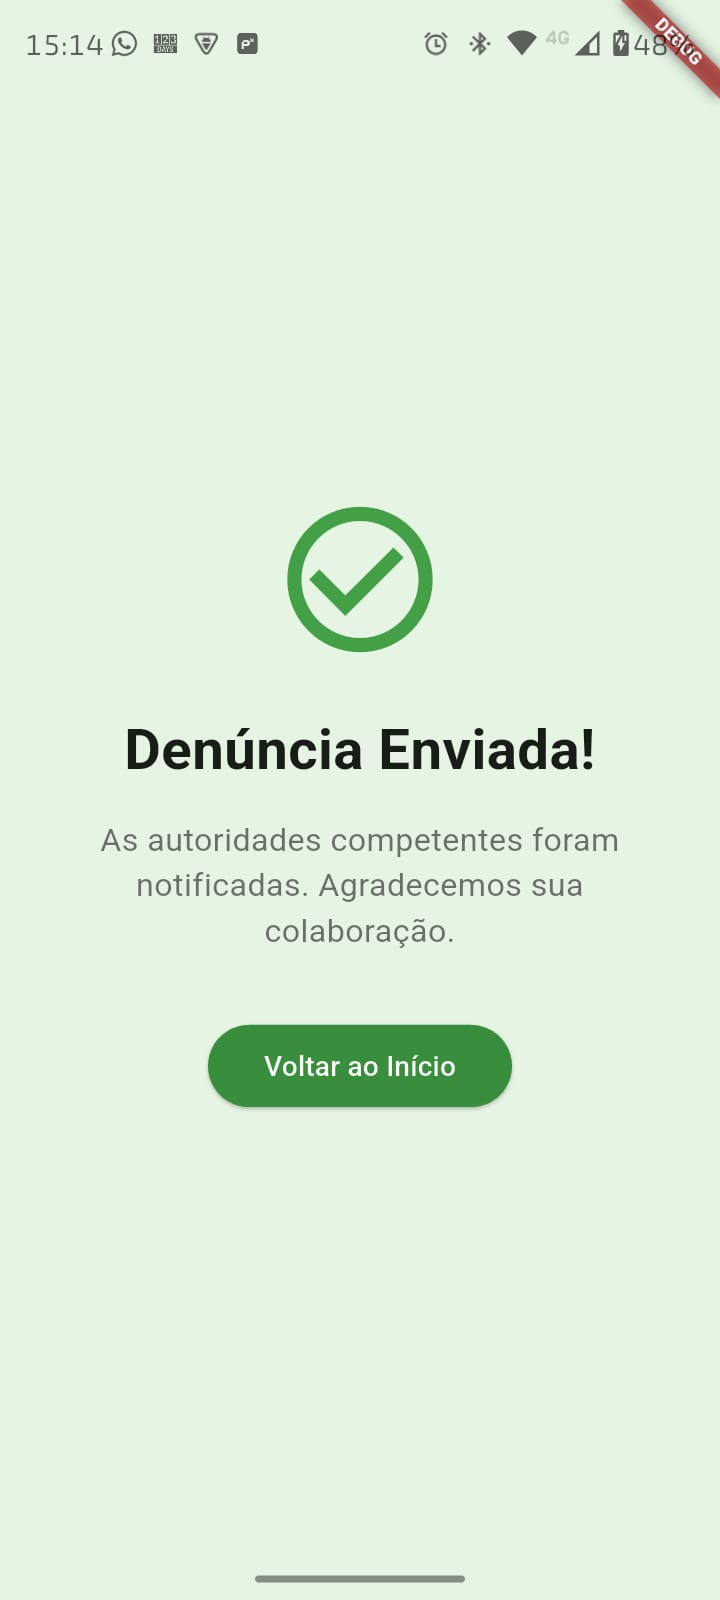 15:14 123 DAYS 4G 48%
DEBUG
Denúncia Enviada!
As autoridades competentes foram
notificadas. Agradecemos sua
colaboração.
Voltar ao Início